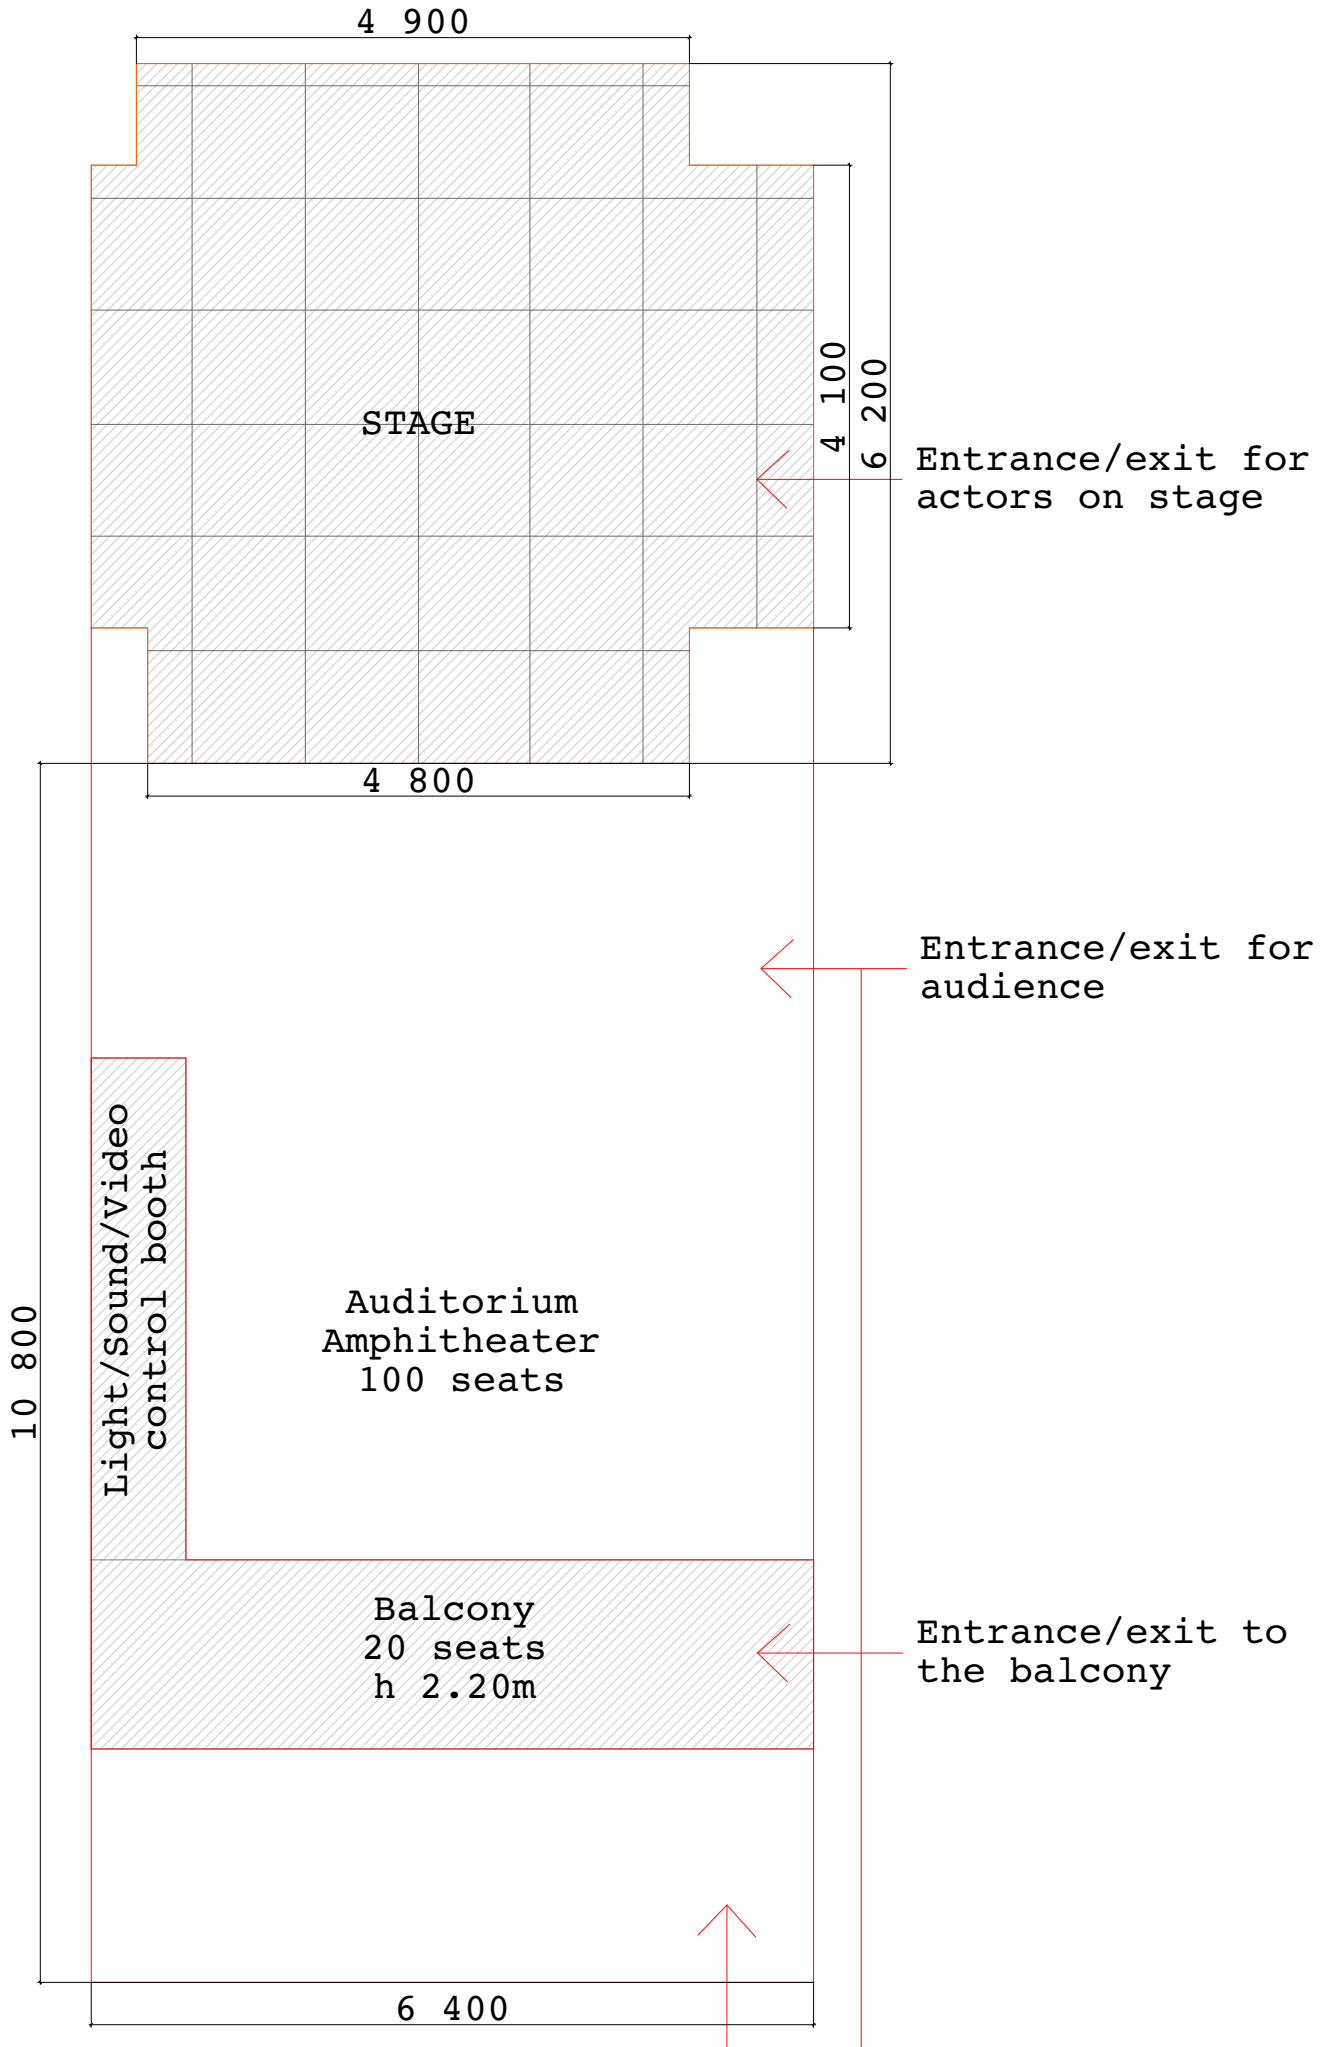 4 900
STAGE
4 100
6 200
Entrance/exit for
actors on stage
4 800
Entrance/exit for
audience
Light/Sound/Video
control booth
10 800
Auditorium
Amphitheater
100 seats
Balcony
20 seats
h 2.20m
Entrance/exit to
the balcony
6 400